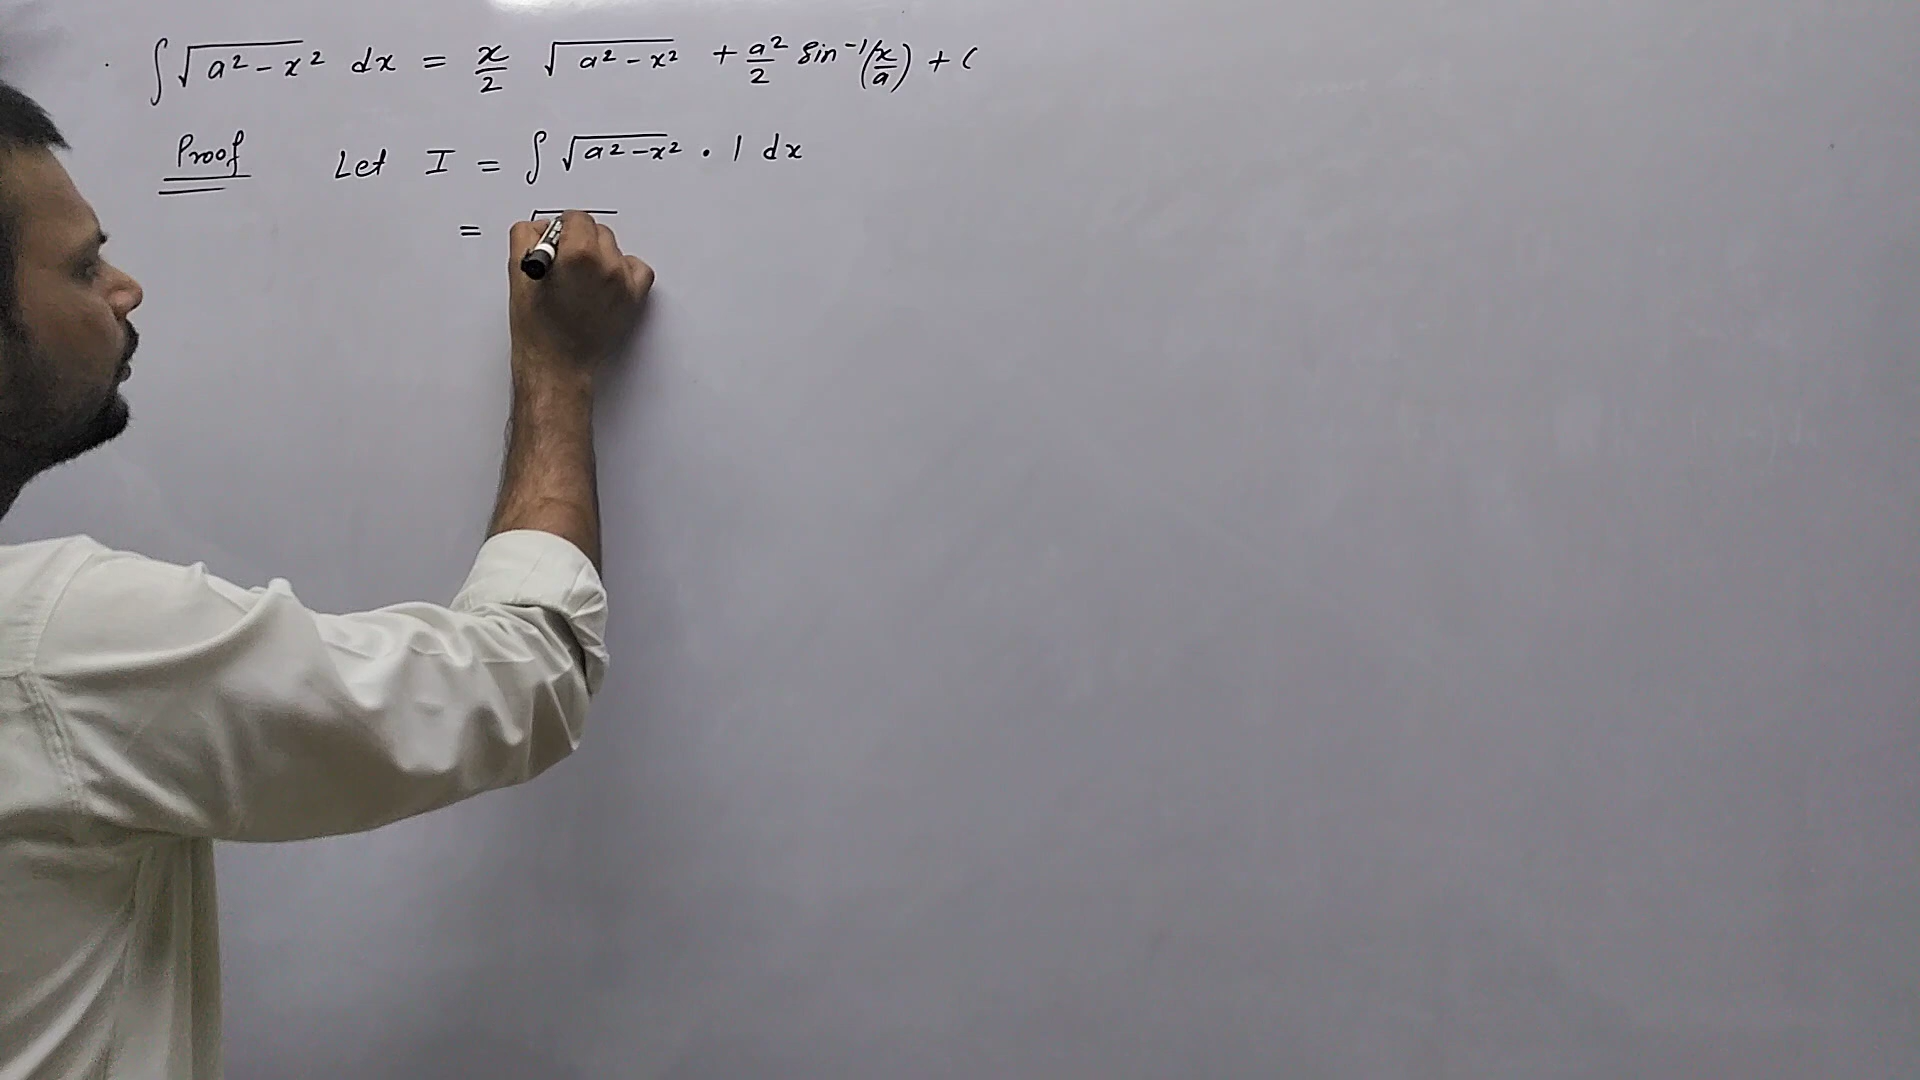 ∫√(a² - x²) dx = x/2 √(a² - x²) + a²/2 sin⁻¹(x/a) + C
Proof Let I = ∫√(a² - x²) · 1 dx
= √